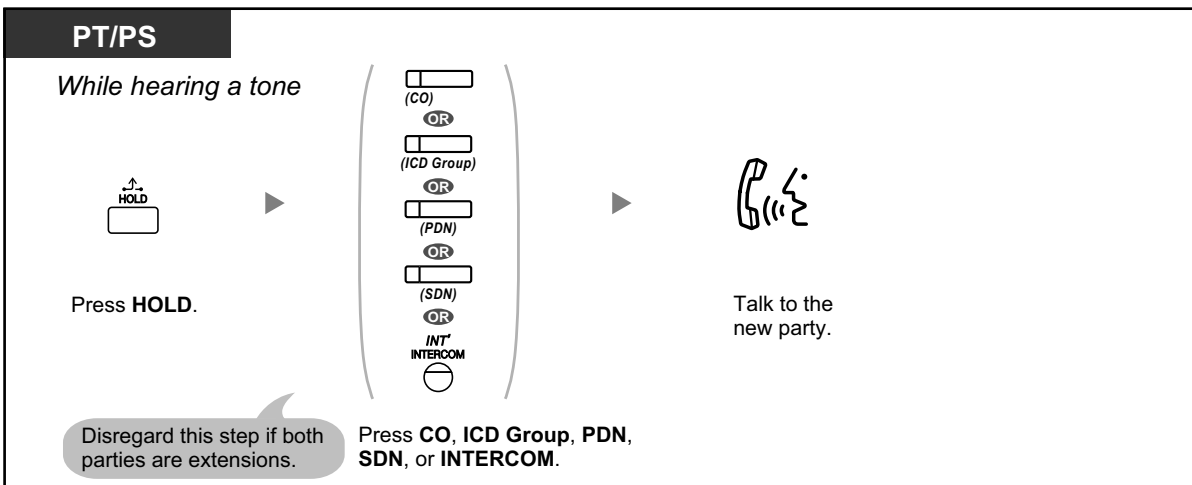 PT/PS
While hearing a tone
HOLD
Press HOLD.
Disregard this step if both
parties are extensions.
(CO)
OR
(ICD Group)
OR
(PDN)
OR
(SDN)
OR
INT'
INTERCOM
Press CO, ICD Group, PDN,
SDN, or INTERCOM.
Talk to the
new party.